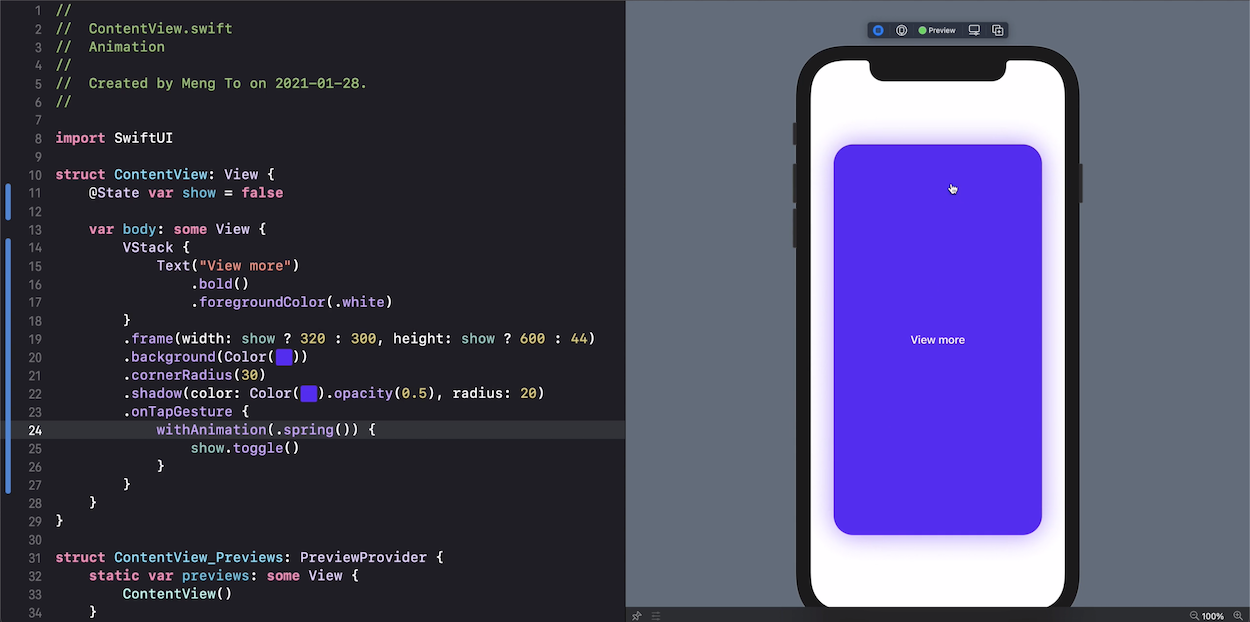 1 //
2 //  ContentView.swift
3 //  Animation
4 //
5 //  Created by Meng To on 2021-01-28.
6 //
7
8 import SwiftUI
9
10 struct ContentView: View {
11     @State var show = false
12
13     var body: some View {
14         VStack {
15             Text("View more")
16                 .bold()
17                 .foregroundColor(.white)
18         }
19         .frame(width: show ? 320 : 300, height: show ? 600 : 44)
20         .background(Color( ))
21         .cornerRadius(30)
22         .shadow(color: Color( ).opacity(0.5), radius: 20)
23         .onTapGesture {
24             withAnimation(.spring()) {
25                 show.toggle()
26             }
27         }
28     }
29 }
30
31 struct ContentView_Previews: PreviewProvider {
32     static var previews: some View {
33         ContentView()
34     }
Preview
View more
100%